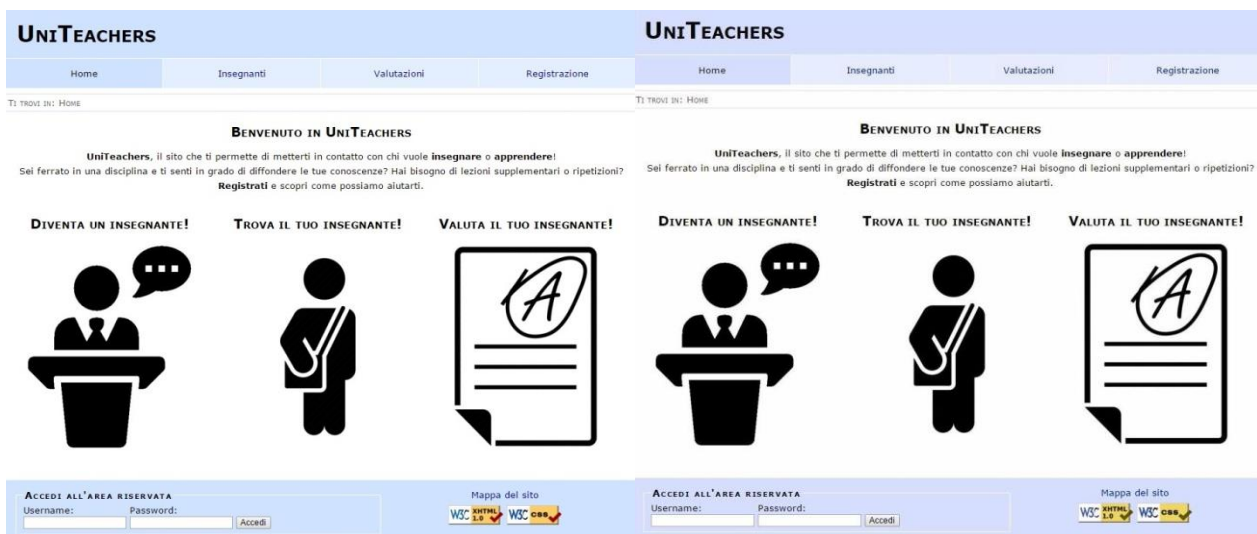 UniTeachers
Home Insegnanti Valutazioni Registrazione
Ti trovi in: Home
Benvenuto in UniTeachers
UniTeachers, il sito che ti permette di metterti in contatto con chi vuole insegnare o apprendere!
Sei ferrato in una disciplina e ti senti in grado di diffondere le tue conoscenze? Hai bisogno di lezioni supplementari o ripetizioni?
Registrati e scopri come possiamo aiutarti.
Diventa un insegnante! Trova il tuo insegnante! Valuta il tuo insegnante!
A
Accedi all'area riservata
Username: Password:
Accedi
Mappa del sito
W3C XHTML 1.0 W3C CSS
UniTeachers
Home Insegnanti Valutazioni Registrazione
Ti trovi in: Home
Benvenuto in UniTeachers
UniTeachers, il sito che ti permette di metterti in contatto con chi vuole insegnare o apprendere!
Sei ferrato in una disciplina e ti senti in grado di diffondere le tue conoscenze? Hai bisogno di lezioni supplementari o ripetizioni?
Registrati e scopri come possiamo aiutarti.
Diventa un insegnante! Trova il tuo insegnante! Valuta il tuo insegnante!
A
Accedi all'area riservata
Username: Password:
Accedi
Mappa del sito
W3C XHTML 1.0 W3C CSS